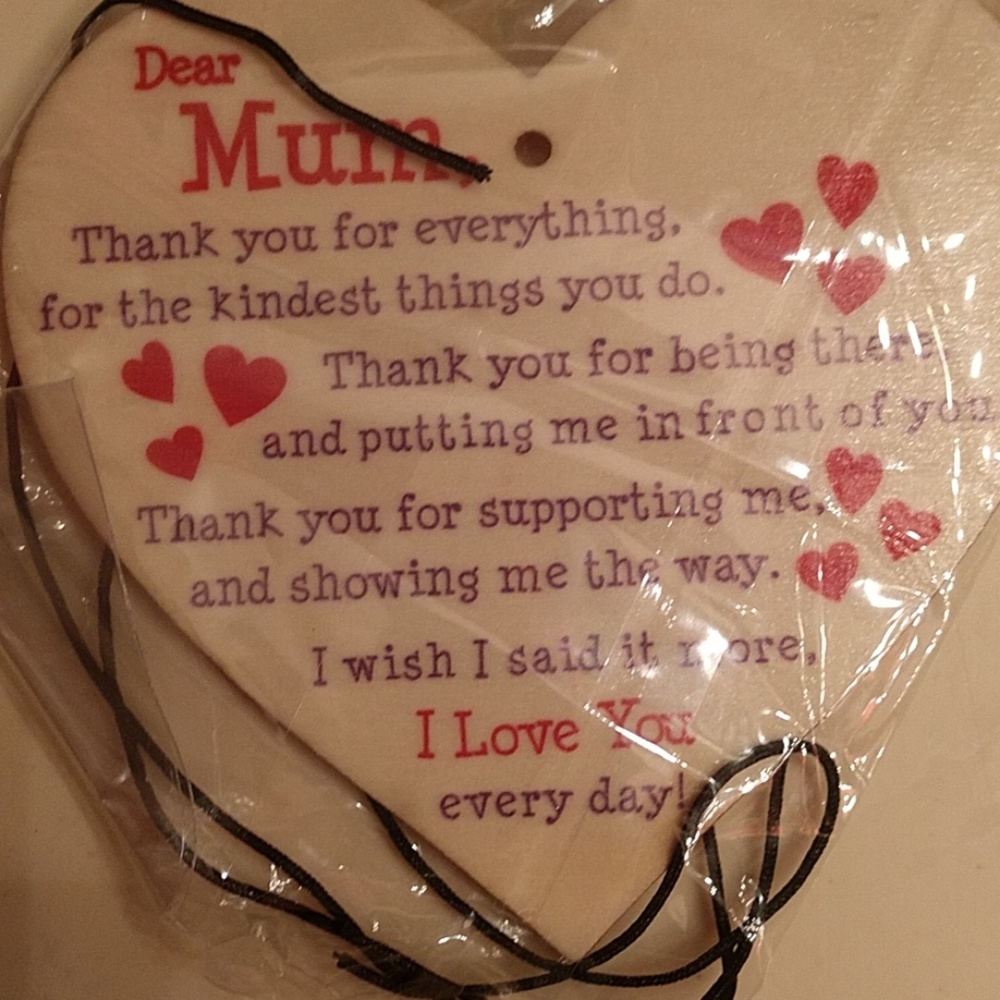 Dear
Mum,
Thank you for everything,
for the kindest things you do.
Thank you for being there,
and putting me in front of you
Thank you for supporting me,
and showing me the way.
I wish I said it more,
I Love You
every day!